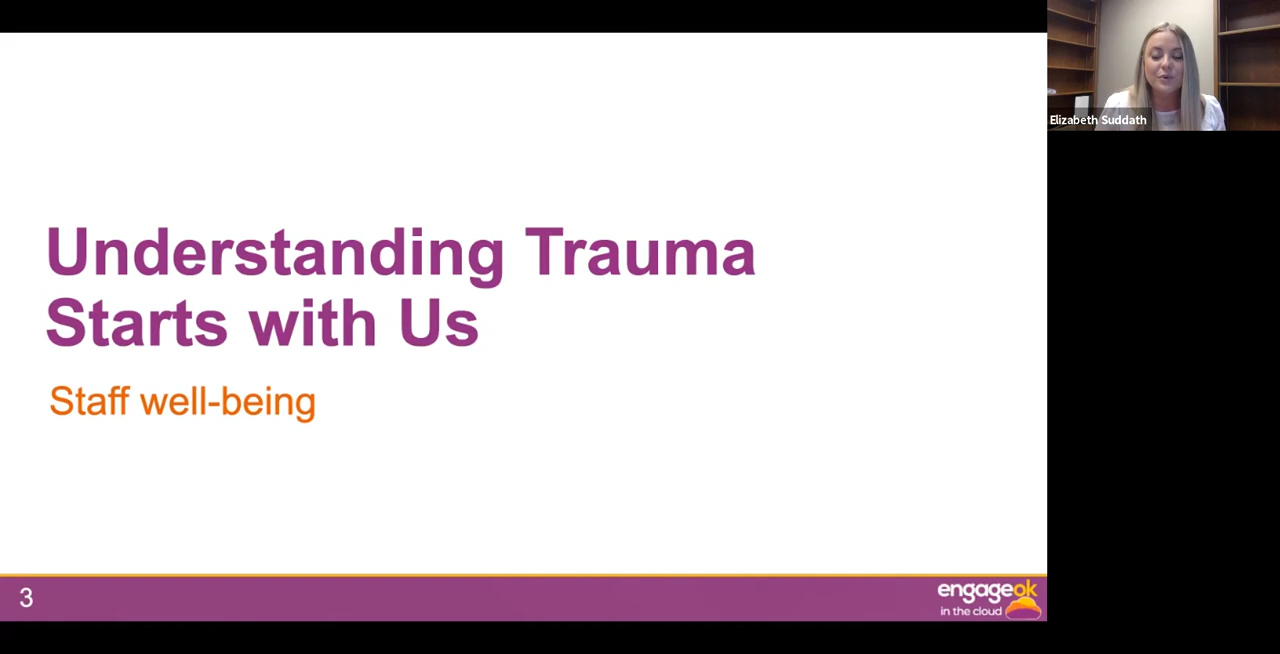 Elizabeth Suddath
Understanding Trauma
Starts with Us
Staff well-being
3
engageok
in the cloud